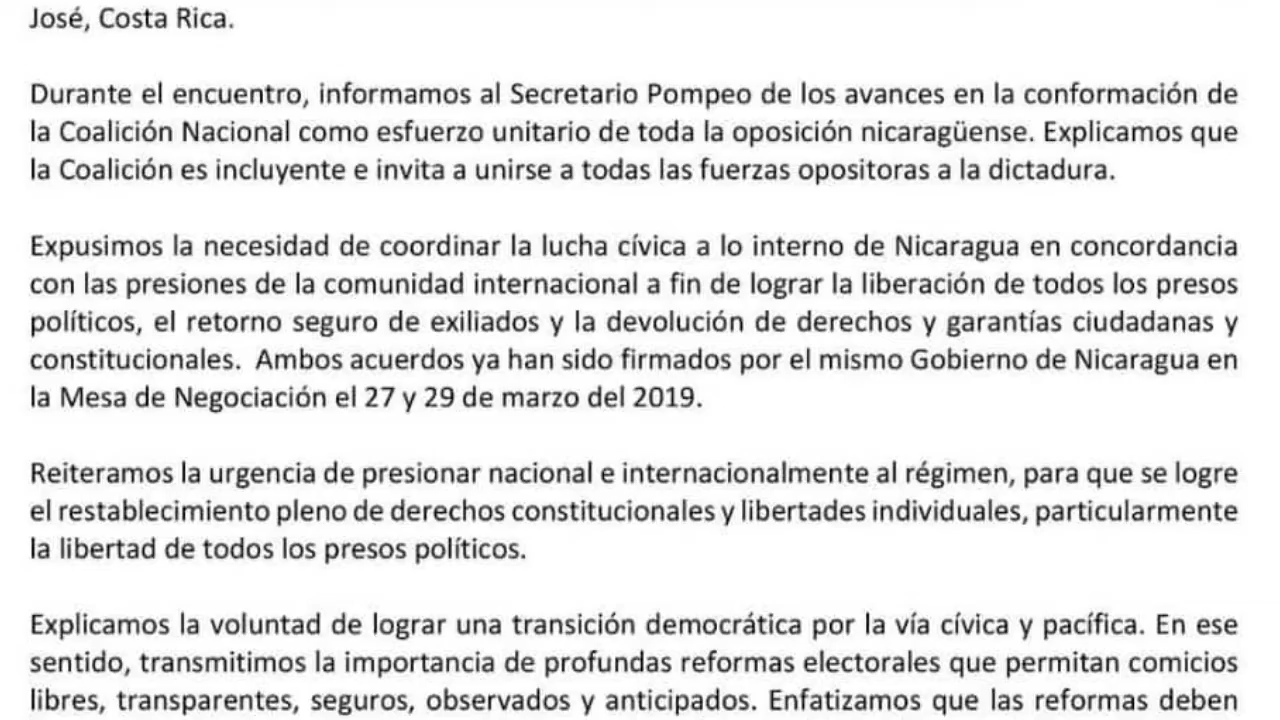 José, Costa Rica.
Durante el encuentro, informamos al Secretario Pompeo de los avances en la conformación de
la Coalición Nacional como esfuerzo unitario de toda la oposición nicaragüense. Explicamos que
la Coalición es incluyente e invita a unirse a todas las fuerzas opositoras a la dictadura.
Expusimos la necesidad de coordinar la lucha cívica a lo interno de Nicaragua en concordancia
con las presiones de la comunidad internacional a fin de lograr la liberación de todos los presos
políticos, el retorno seguro de exiliados y la devolución de derechos y garantías ciudadanas y
constitucionales.  Ambos acuerdos ya han sido firmados por el mismo Gobierno de Nicaragua en
la Mesa de Negociación el 27 y 29 de marzo del 2019.
Reiteramos la urgencia de presionar nacional e internacionalmente al régimen, para que se logre
el restablecimiento pleno de derechos constitucionales y libertades individuales, particularmente
la libertad de todos los presos políticos.
Explicamos la voluntad de lograr una transición democrática por la vía cívica y pacífica. En ese
sentido, transmitimos la importancia de profundas reformas electorales que permitan comicios
libres, transparentes, seguros, observados y anticipados. Enfatizamos que las reformas deben